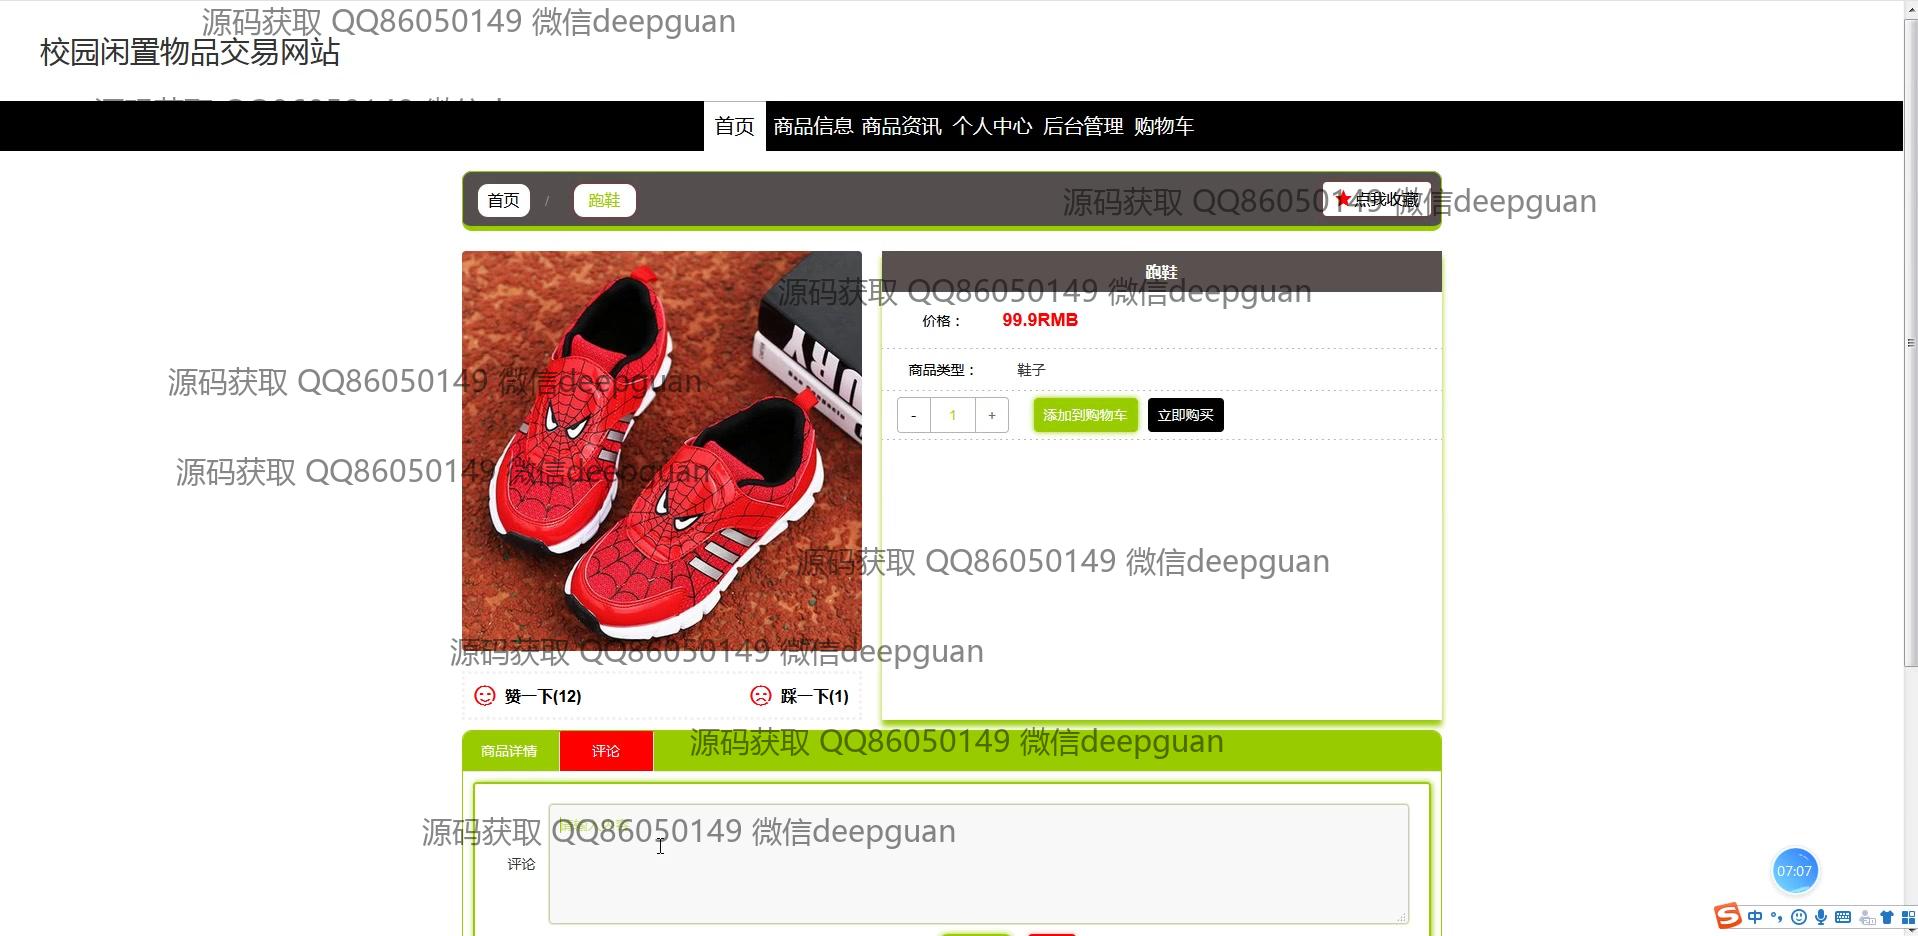 源码获取 QQ86050149 微信deepguan
校园闲置物品交易网站
首页 商品信息 商品资讯 个人中心 后台管理 购物车
首页 / 跑鞋
★点我收藏
源码获取 QQ86050149 微信deepguan
跑鞋
源码获取 QQ86050149 微信deepguan
价格： 99.9RMB
商品类型： 鞋子
源码获取 QQ86050149 微信deepguan
- 1 + 添加到购物车 立即购买
源码获取 QQ86050149 微信deepguan
源码获取 QQ86050149 微信deepguan
源码获取 QQ86050149 微信deepguan
赞一下(12) 踩一下(1)
源码获取 QQ86050149 微信deepguan
商品详情 评论
源码获取 QQ86050149 微信deepguan
评论
07:07
中